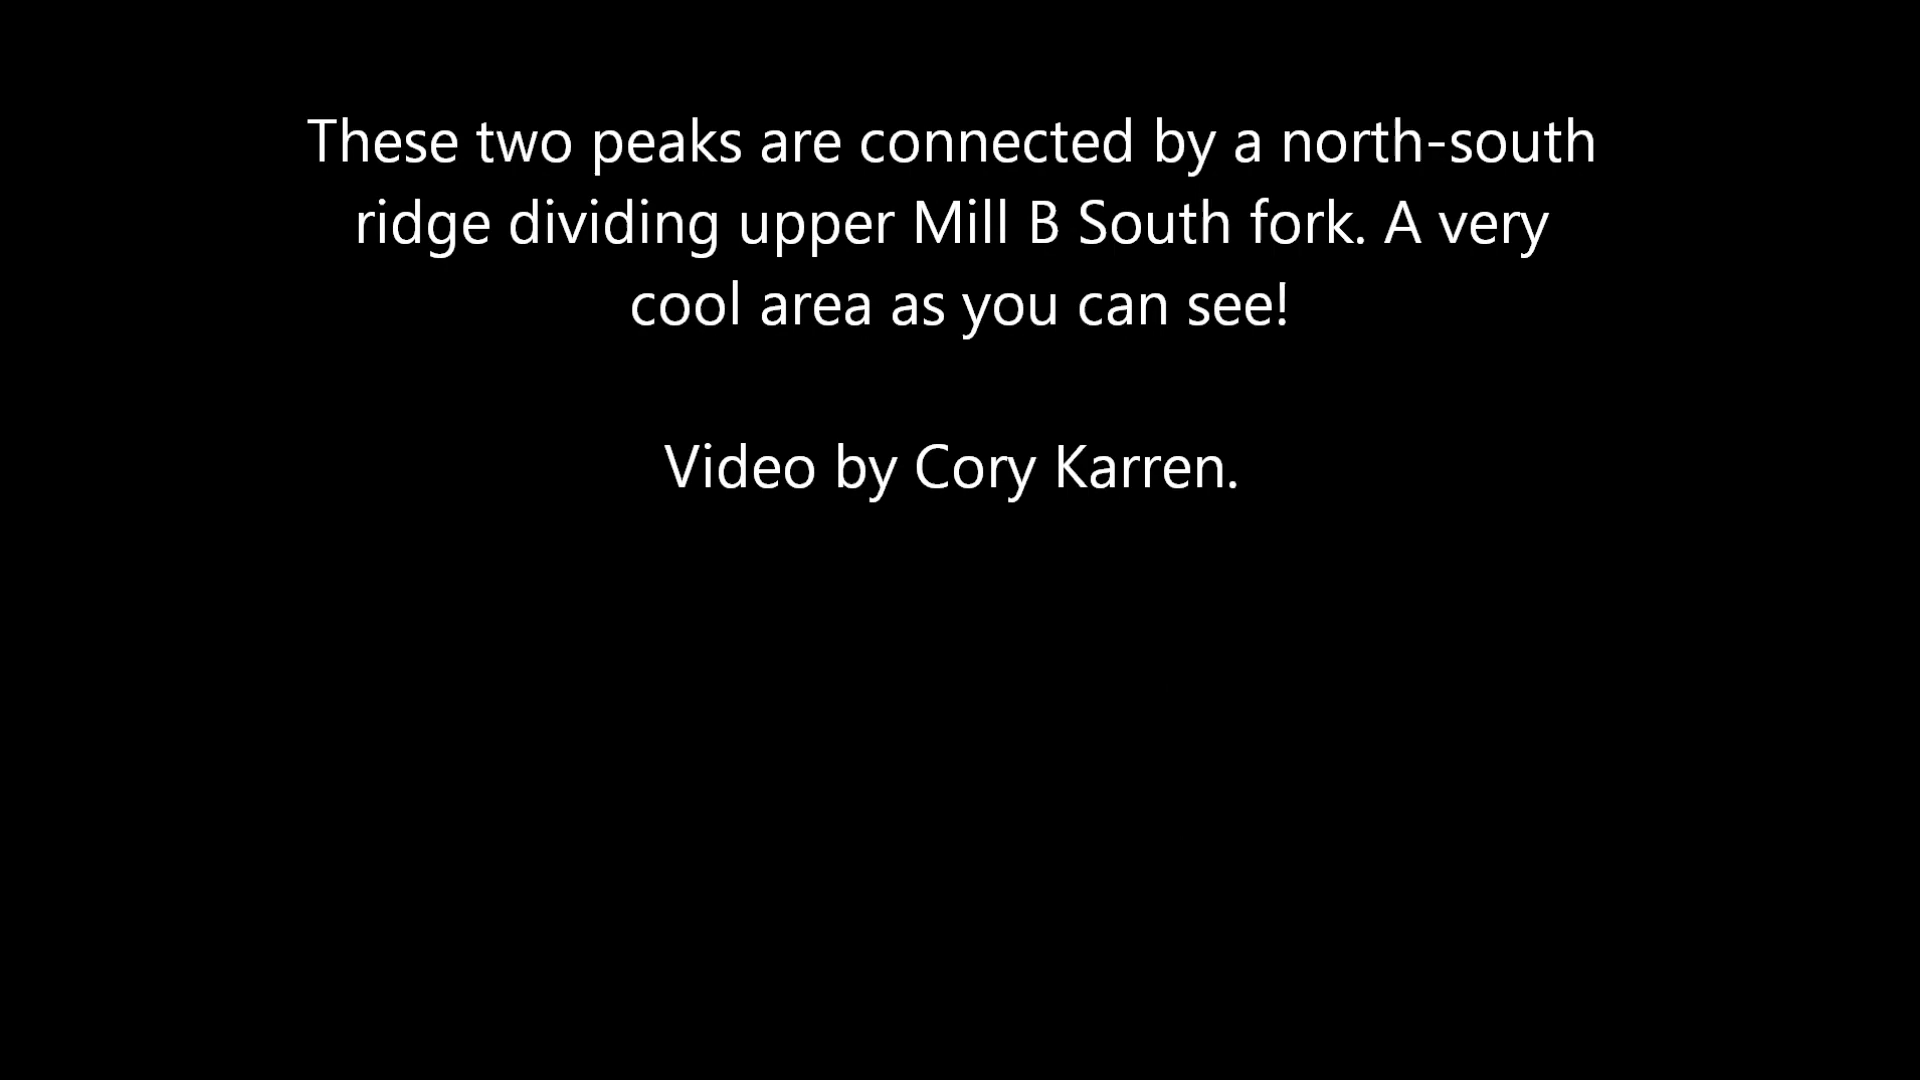 These two peaks are connected by a north-south
ridge dividing upper Mill B South fork. A very
cool area as you can see!
Video by Cory Karren.